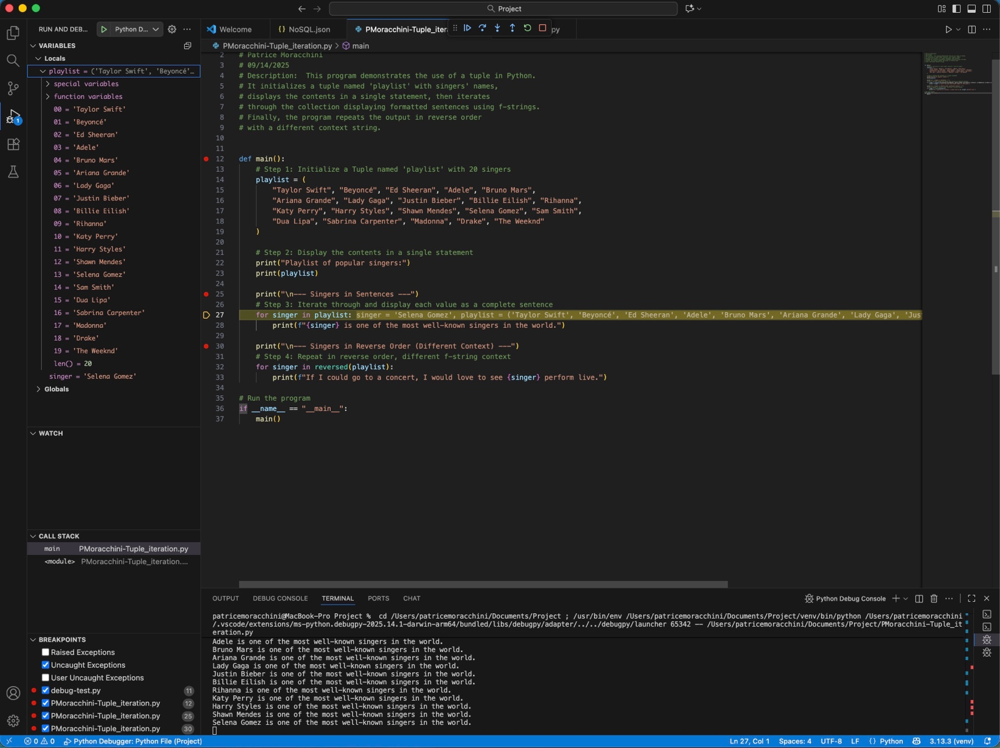 Project
RUN AND DEB...
Python D...
Welcome
{} NoSQL.json
PMoracchini-Tuple_itera
py
VARIABLES
PMoracchini-Tuple_iteration.py > main
Locals
playlist = ('Taylor Swift', 'Beyoncé'…
special variables
function variables
00 = 'Taylor Swift'
01 = 'Beyoncé'
02 = 'Ed Sheeran'
03 = 'Adele'
04 = 'Bruno Mars'
05 = 'Ariana Grande'
06 = 'Lady Gaga'
07 = 'Justin Bieber'
08 = 'Billie Eilish'
09 = 'Rihanna'
10 = 'Katy Perry'
11 = 'Harry Styles'
12 = 'Shawn Mendes'
13 = 'Selena Gomez'
14 = 'Sam Smith'
15 = 'Dua Lipa'
16 = 'Sabrina Carpenter'
17 = 'Madonna'
18 = 'Drake'
19 = 'The Weeknd'
len() = 20
singer = 'Selena Gomez'
Globals
WATCH
CALL STACK
main PMoracchini-Tuple_iteration.py
<module> PMoracchini-Tuple_iteration....
BREAKPOINTS
Raised Exceptions
Uncaught Exceptions
User Uncaught Exceptions
debug-test.py 11
PMoracchini-Tuple_iteration.py 12
PMoracchini-Tuple_iteration.py 25
PMoracchini-Tuple_iteration.py 30
1
2 # Patrice Moracchini
3 # 09/14/2025
4 # Description:  This program demonstrates the use of a tuple in Python.
5 # It initializes a tuple named 'playlist' with singers' names,
6 # displays the contents in a single statement, then iterates
7 # through the collection displaying formatted sentences using f-strings.
8 # Finally, the program repeats the output in reverse order
9 # with a different context string.
10
11
12 def main():
13     # Step 1: Initialize a Tuple named 'playlist' with 20 singers
14     playlist = (
15         "Taylor Swift", "Beyoncé", "Ed Sheeran", "Adele", "Bruno Mars",
16         "Ariana Grande", "Lady Gaga", "Justin Bieber", "Billie Eilish", "Rihanna",
17         "Katy Perry", "Harry Styles", "Shawn Mendes", "Selena Gomez", "Sam Smith",
18         "Dua Lipa", "Sabrina Carpenter", "Madonna", "Drake", "The Weeknd"
19     )
20
21     # Step 2: Display the contents in a single statement
22     print("Playlist of popular singers:")
23     print(playlist)
24
25     print("\n--- Singers in Sentences ---")
26     # Step 3: Iterate through and display each value as a complete sentence
27     for singer in playlist: singer = 'Selena Gomez', playlist = ('Taylor Swift', 'Beyoncé', 'Ed Sheeran', 'Adele', 'Bruno Mars', 'Ariana Grande', 'Lady Gaga', 'Jus
28         print(f"{singer} is one of the most well-known singers in the world.")
29
30     print("\n--- Singers in Reverse Order (Different Context) ---")
31     # Step 4: Repeat in reverse order, different f-string context
32     for singer in reversed(playlist):
33         print(f"If I could go to a concert, I would love to see {singer} perform live.")
34
35 # Run the program
36 if __name__ == "__main__":
37     main()
OUTPUT DEBUG CONSOLE TERMINAL PORTS CHAT
Python Debug Console
patricemoracchini@MacBook-Pro Project %  cd /Users/patricemoracchini/Documents/Project ; /usr/bin/env /Users/patricemoracchini/Documents/Project/venv/bin/python /Users/patricemoracchini
/.vscode/extensions/ms-python.debugpy-2025.14.1-darwin-arm64/bundled/libs/debugpy/adapter/../../debugpy/launcher 65342 -- /Users/patricemoracchini/Documents/Project/PMoracchini-Tuple_it
eration.py
Adele is one of the most well-known singers in the world.
Bruno Mars is one of the most well-known singers in the world.
Ariana Grande is one of the most well-known singers in the world.
Lady Gaga is one of the most well-known singers in the world.
Justin Bieber is one of the most well-known singers in the world.
Billie Eilish is one of the most well-known singers in the world.
Rihanna is one of the most well-known singers in the world.
Katy Perry is one of the most well-known singers in the world.
Harry Styles is one of the most well-known singers in the world.
Shawn Mendes is one of the most well-known singers in the world.
Selena Gomez is one of the most well-known singers in the world.
0 0 Python Debugger: Python File (Project)
Ln 27, Col 1 Spaces: 4 UTF-8 LF {} Python 3.13.3 (venv)